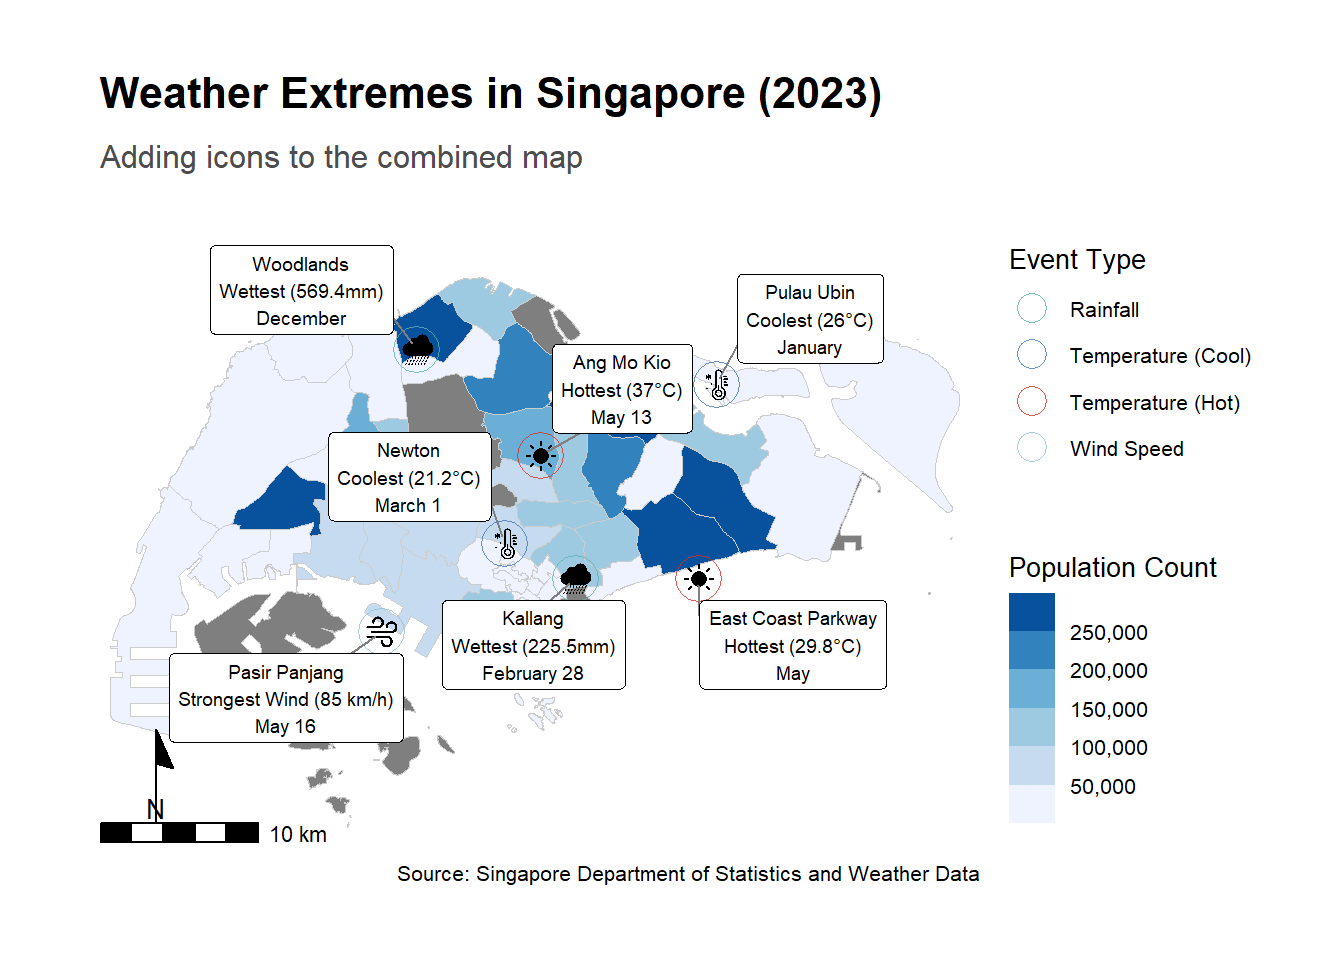 Weather Extremes in Singapore (2023)
Adding icons to the combined map
Woodlands
Wettest (569.4mm)
December
Pulau Ubin
Coolest (26°C)
January
Ang Mo Kio
Hottest (37°C)
May 13
Newton
Coolest (21.2°C)
March 1
Kallang
Wettest (225.5mm)
February 28
East Coast Parkway
Hottest (29.8°C)
May
Pasir Panjang
Strongest Wind (85 km/h)
May 16
N
10 km
Event Type
Rainfall
Temperature (Cool)
Temperature (Hot)
Wind Speed
Population Count
250,000
200,000
150,000
100,000
50,000
Source: Singapore Department of Statistics and Weather Data